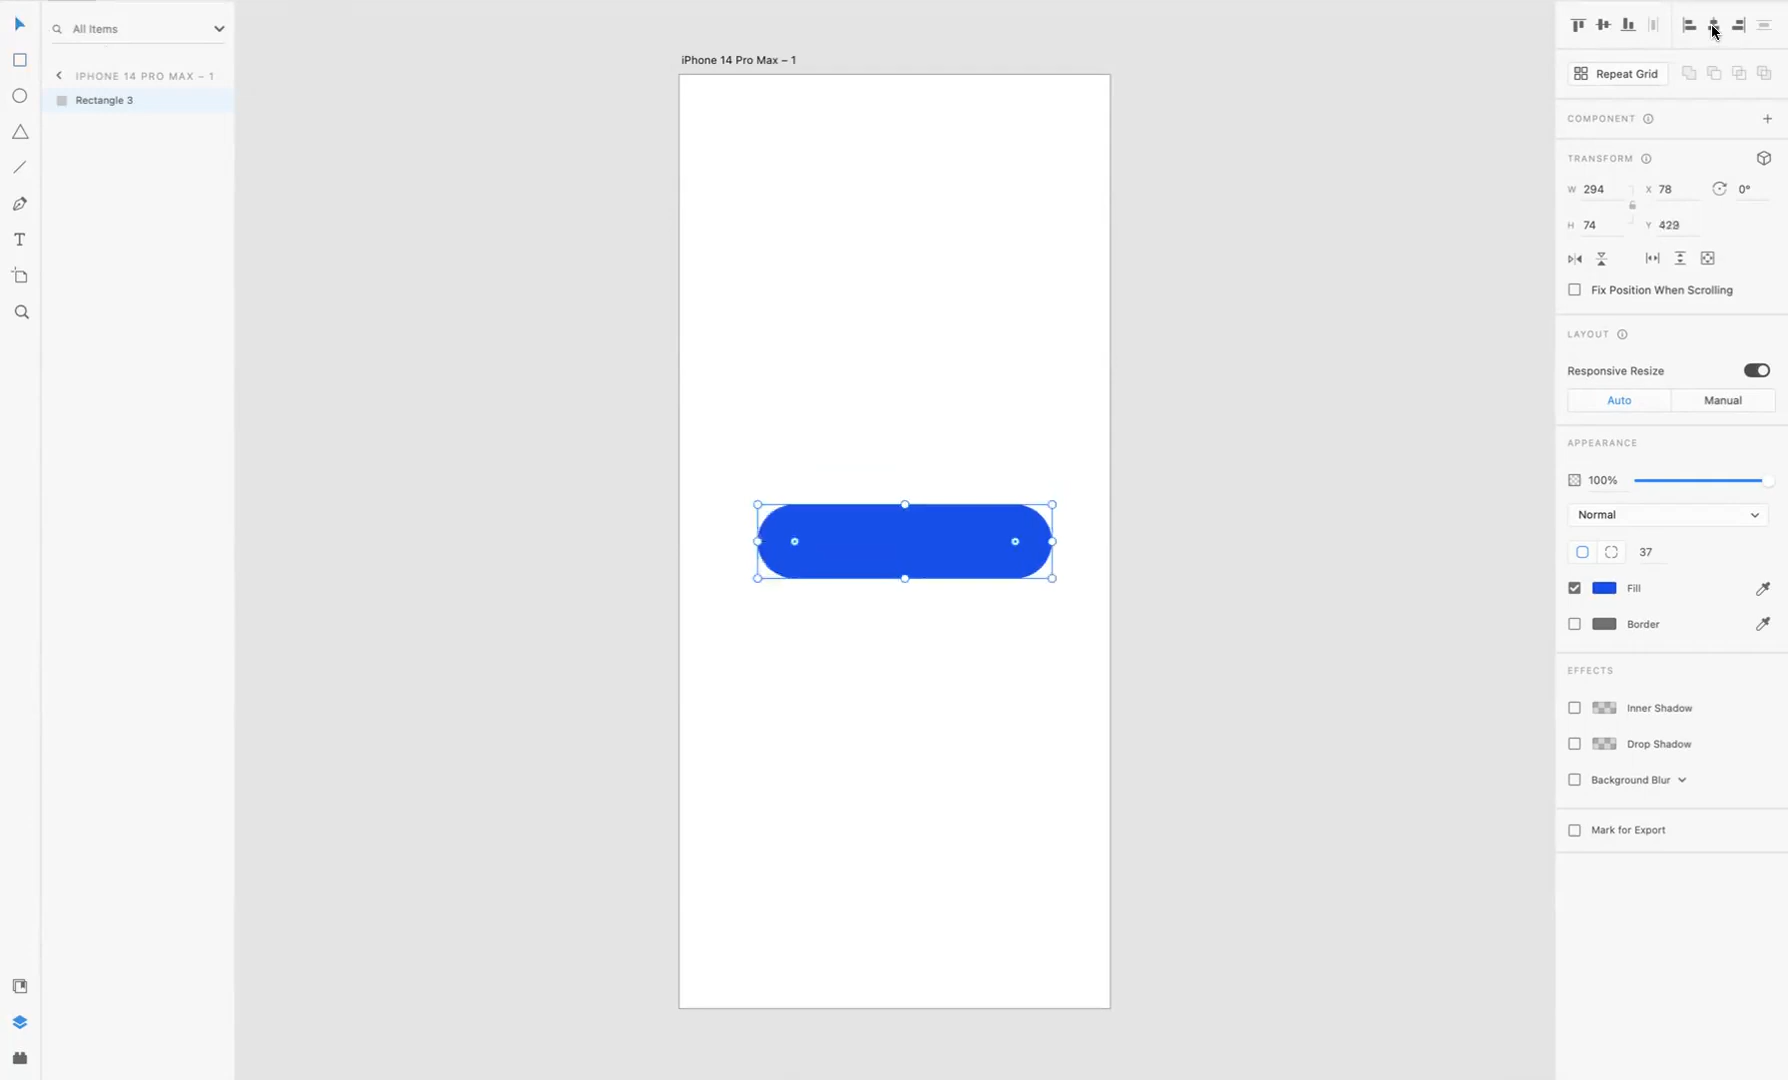 All Items
IPHONE 14 PRO MAX – 1
Rectangle 3
T
iPhone 14 Pro Max – 1
Repeat Grid
COMPONENT
TRANSFORM
W 294 X 78 0°
H 74 Y 429
Fix Position When Scrolling
LAYOUT
Responsive Resize
Auto Manual
APPEARANCE
100%
Normal
37
Fill
Border
EFFECTS
Inner Shadow
Drop Shadow
Background Blur
Mark for Export